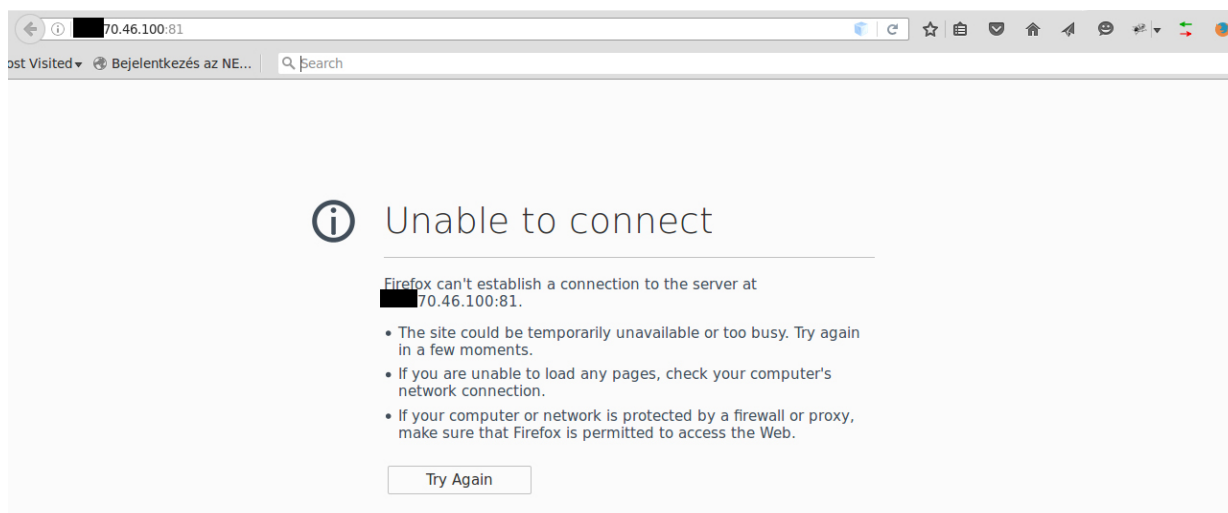 70.46.100:81
ost Visited Bejelentkezés az NE... Search
Unable to connect
Firefox can't establish a connection to the server at
70.46.100:81.
• The site could be temporarily unavailable or too busy. Try again
in a few moments.
• If you are unable to load any pages, check your computer's
network connection.
• If your computer or network is protected by a firewall or proxy,
make sure that Firefox is permitted to access the Web.
Try Again